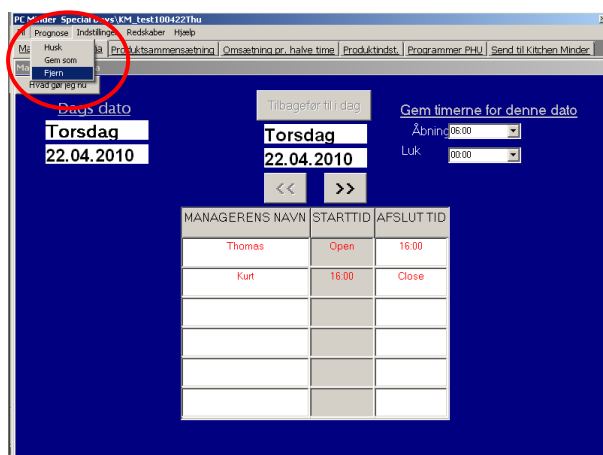 PC Minder Special Days\KM_test100422Thu
Fil Prognose Indstillinger Redskaber Hjælp
Husk
Gem som
Fjern
Hvad gør jeg nu
Produktsammensætning Omsætning pr. halve time Produktindst. Programmer PHU Send til Kitchen Minder
Dags dato
Torsdag
22.04.2010
Tilbagefør til i dag
Torsdag
22.04.2010
<< >>
Gem timerne for denne dato
Åbning 06:00
Luk 00:00
MANAGERENS NAVN STARTTID AFSLUT TID
Thomas Open 16:00
Kurt 16:00 Close